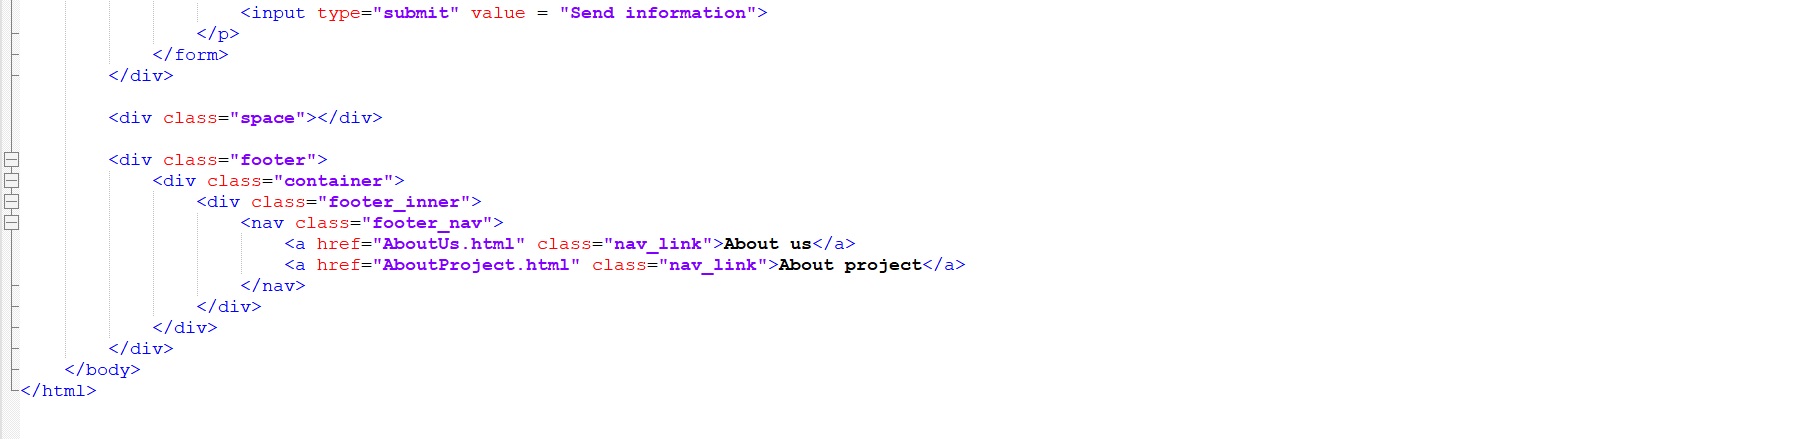 <input type="submit" value = "Send information">
</p>
</form>
</div>
<div class="space"></div>
<div class="footer">
<div class="container">
<div class="footer_inner">
<nav class="footer_nav">
<a href="AboutUs.html" class="nav_link">About us</a>
<a href="AboutProject.html" class="nav_link">About project</a>
</nav>
</div>
</div>
</div>
</body>
</html>